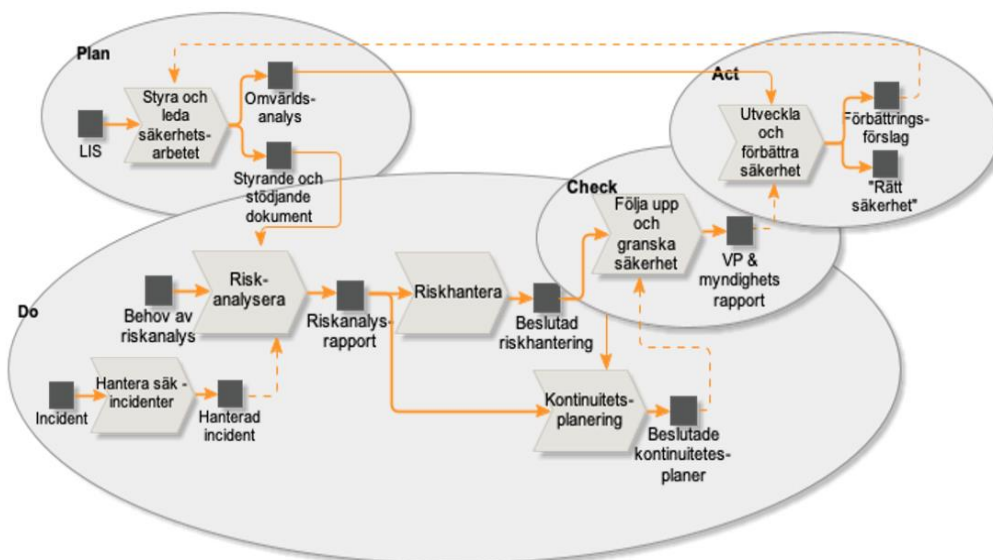 Plan
Styra och
leda
säkerhets-
arbetet
LIS
Omvärlds-
analys
Styrande och
stödjande
dokument
Act
Utveckla
och
förbättra
säkerhet
Förbättrings-
förslag
"Rätt
säkerhet"
Check
Följa upp
och
granska
säkerhet
VP &
myndighets
rapport
Do
Behov av
riskanalys
Risk-
analysera
Riskanalys-
rapport
Riskhantera
Beslutad
riskhantering
Incident
Hantera säk -
incidenter
Hanterad
incident
Kontinuitets-
planering
Beslutade
kontinuitetes-
planer